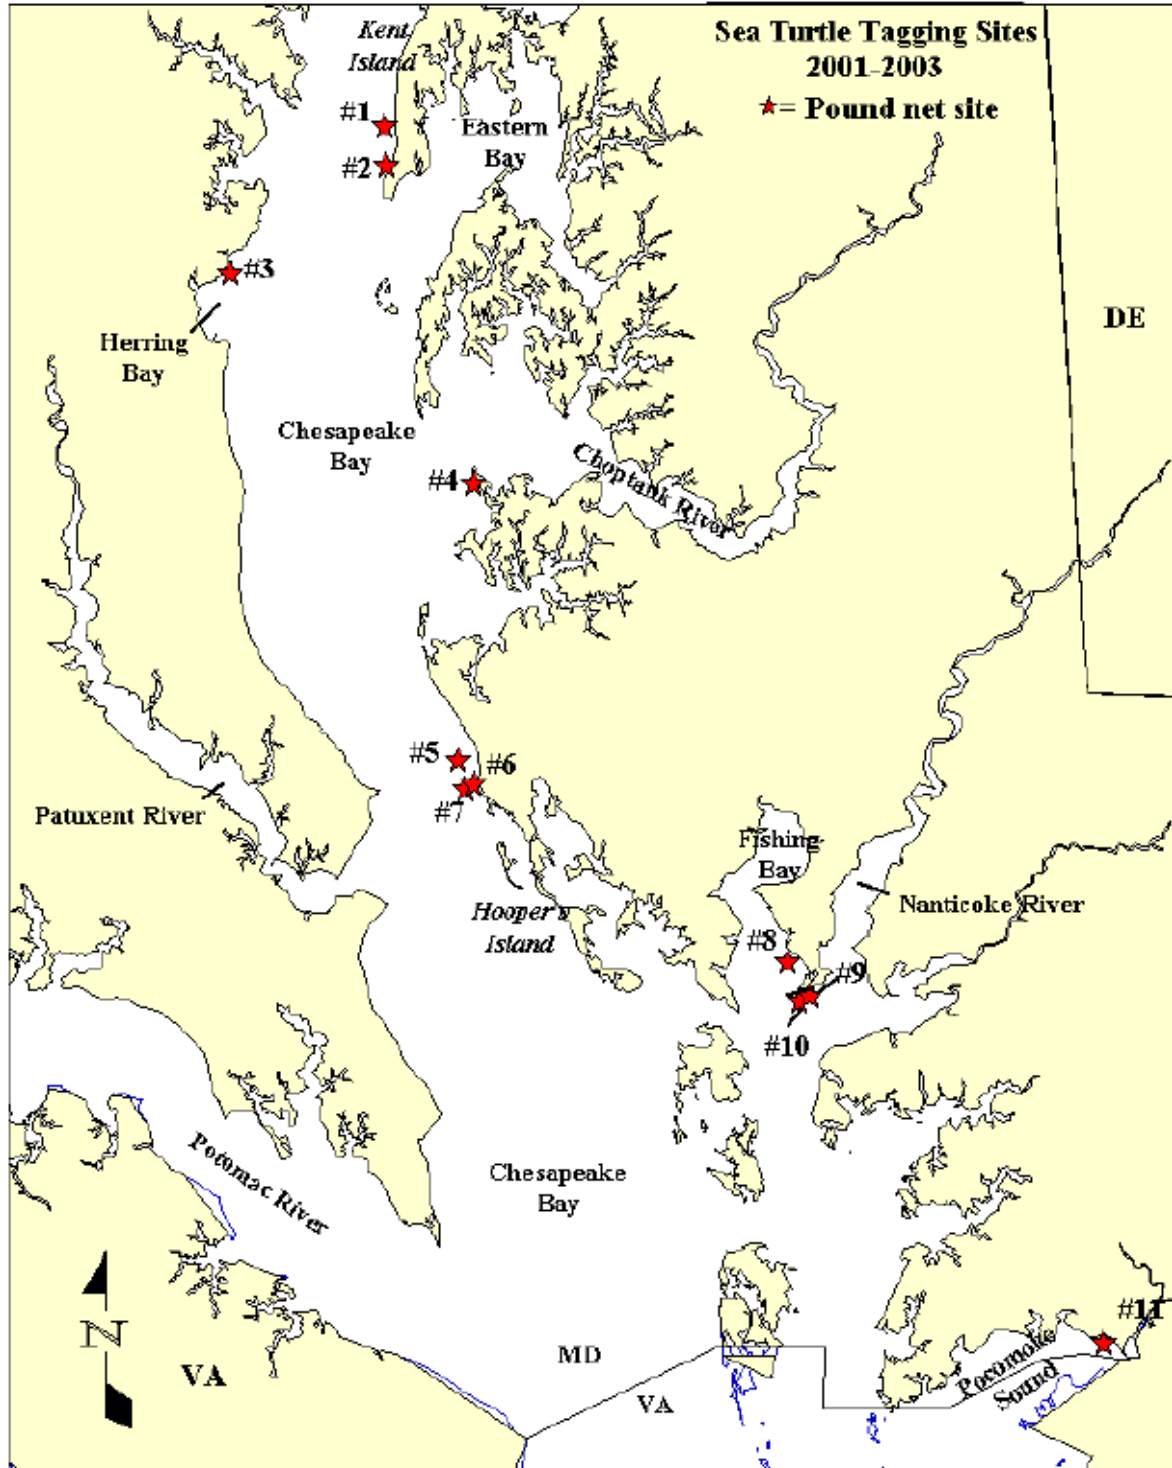 Kent
Island
Sea Turtle Tagging Sites
2001-2003
= Pound net site
#1
Eastern
Bay
#2
#3
Herring
Bay
DE
Chesapeake
Bay
#4
Choptank River
#5
#6
#7
Patuxent River
Fishing
Bay
Nanticoke River
Hooper's
Island
#8
#9
#10
Potomac River
Chesapeake
Bay
N
VA
MD
VA
#11
Pocomoke
Sound